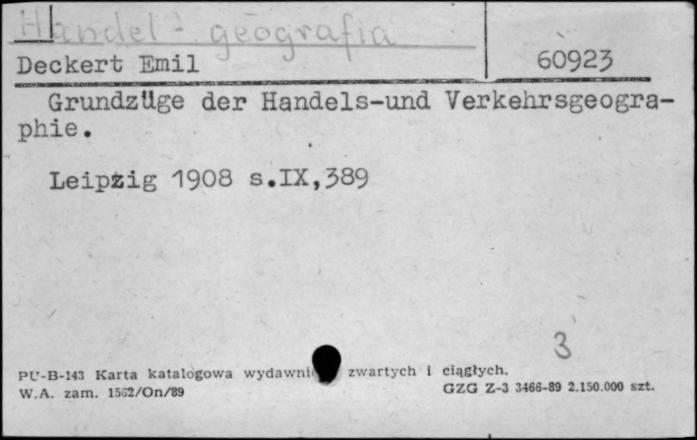 Handel - geografia
Deckert Emil
60923
Grundzüge der Handels-und Verkehrsgeogra-
phie.
Leipzig 1908 s.IX,389
3
PU-B-143 Karta katalogowa wydawni zwartych i ciągłych.
W.A. zam. 1562/On/89
GZG Z-3 3466-89 2.150.000 szt.